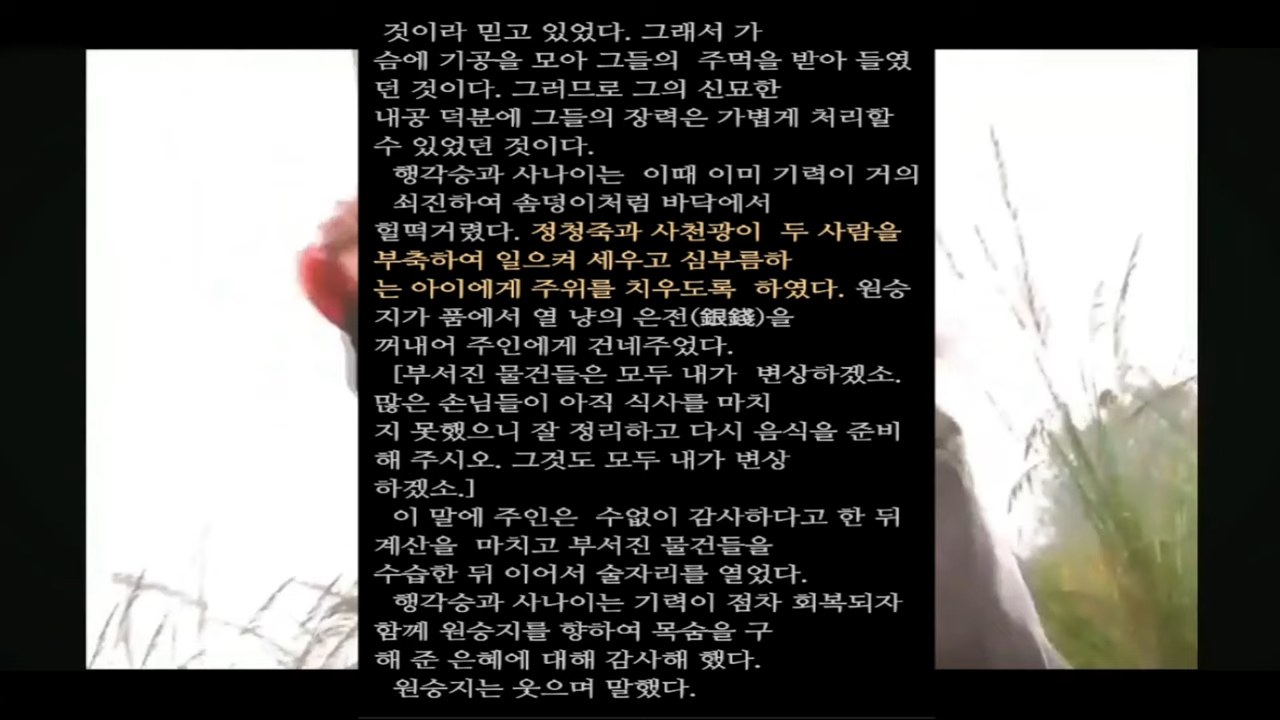 것이라 믿고 있었다. 그래서 가
슴에 기공을 모아 그들의 주먹을 받아 들였
던 것이다. 그러므로 그의 신묘한
내공 덕분에 그들의 장력은 가볍게 처리할
수 있었던 것이다.
행각승과 사나이는 이때 이미 기력이 거의
쇠진하여 솜덩이처럼 바닥에서
헐떡거렸다. 정청죽과 사천광이 두 사람을
부축하여 일으켜 세우고 심부름하
는 아이에게 주위를 치우도록 하였다. 원승
지가 품에서 열 냥의 은전(銀錢)을
꺼내어 주인에게 건네주었다.
[부서진 물건들은 모두 내가 변상하겠소.
많은 손님들이 아직 식사를 마치
지 못했으니 잘 정리하고 다시 음식을 준비
해 주시오. 그것도 모두 내가 변상
하겠소.]
이 말에 주인은 수없이 감사하다고 한 뒤
계산을 마치고 부서진 물건들을
수습한 뒤 이어서 술자리를 열었다.
행각승과 사나이는 기력이 점차 회복되자
함께 원승지를 향하여 목숨을 구
해 준 은혜에 대해 감사해 했다.
원승지는 웃으며 말했다.